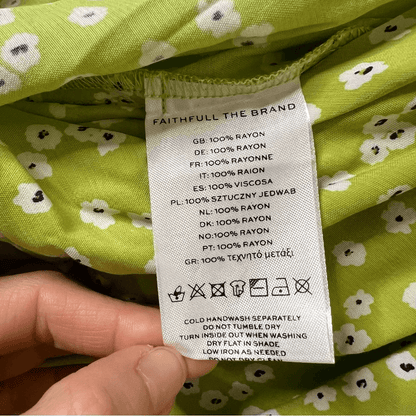 FAITHFULL THE BRAND
GB: 100% RAYON
DE: 100% RAYON
FR: 100% RAYONNE
IT: 100% RAION
ES: 100% VISCOSA
PL: 100% SZTUCZNY JEDWAB
NL: 100% RAYON
DK: 100% RAYON
NO: 100% RAYON
PT: 100% RAYON
GR: 100% τεχνητό μετάξι
COLD HANDWASH SEPARATELY
DO NOT TUMBLE DRY
TURN INSIDE OUT WHEN WASHING
DRY FLAT IN SHADE
LOW IRON AS NEEDED
DO NOT DRY CLEAN